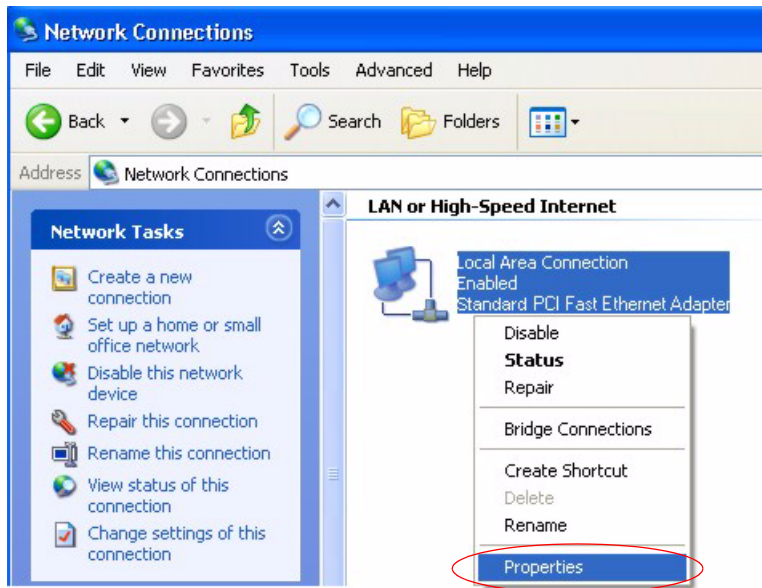 Network Connections
File Edit View Favorites Tools Advanced Help
Back Search Folders
Address Network Connections
Network Tasks
Create a new
connection
Set up a home or small
office network
Disable this network
device
Repair this connection
Rename this connection
View status of this
connection
Change settings of this
connection
LAN or High-Speed Internet
Local Area Connection
Enabled
Standard PCI Fast Ethernet Adapter
Disable
Status
Repair
Bridge Connections
Create Shortcut
Delete
Rename
Properties